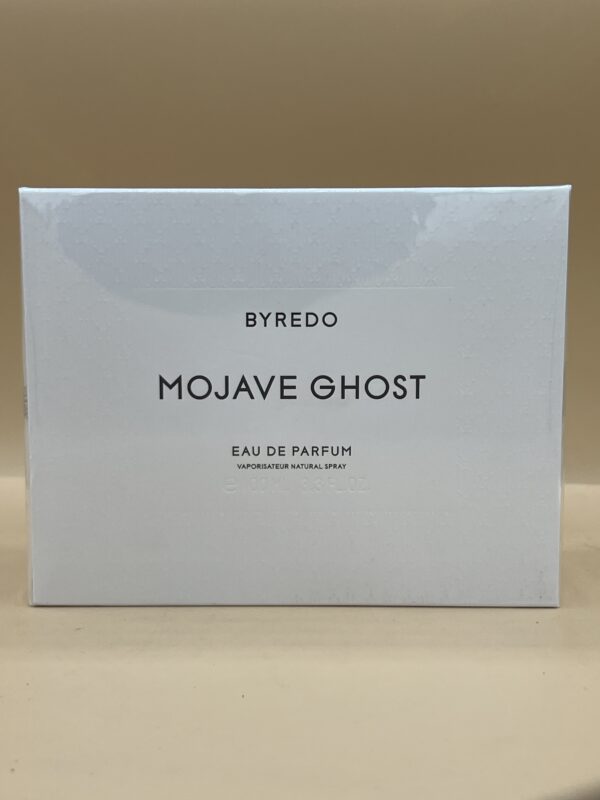 BYREDO
MOJAVE GHOST
EAU DE PARFUM
VAPORISATEUR NATURAL SPRAY